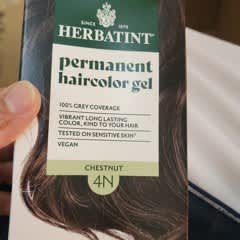 SINCE 1970
HERBATINT
permanent
haircolor gel
100% GREY COVERAGE
VIBRANT LONG LASTING
COLOR, KIND TO YOUR HAIR
TESTED ON SENSITIVE SKIN*
VEGAN
CHESTNUT
4N